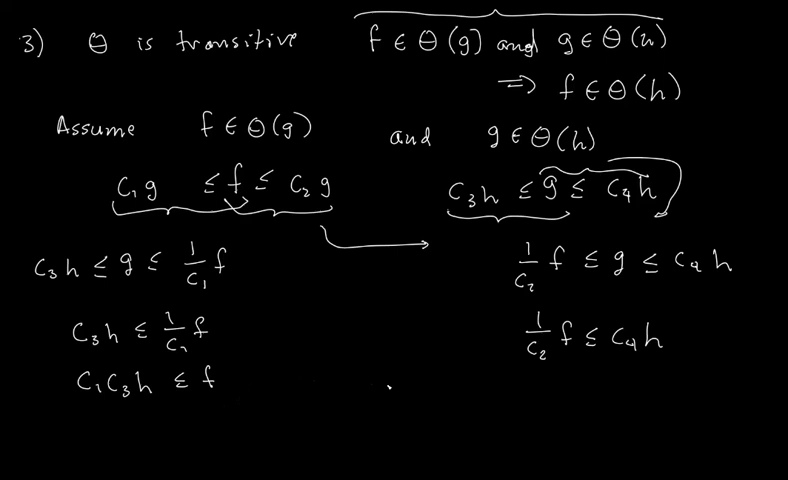 3) Θ is transitive f ∈ Θ(g) and g ∈ Θ(h)
⟹ f ∈ Θ(h)
Assume f ∈ Θ(g) and g ∈ Θ(h)
C₁g ≤ f ≤ C₂g C₃h ≤ g ≤ C₄h
C₃h ≤ g ≤ 1/C₁ f 1/C₂ f ≤ g ≤ C₄h
C₃h ≤ 1/C₁ f 1/C₂ f ≤ C₄h
C₁C₃h ≤ f